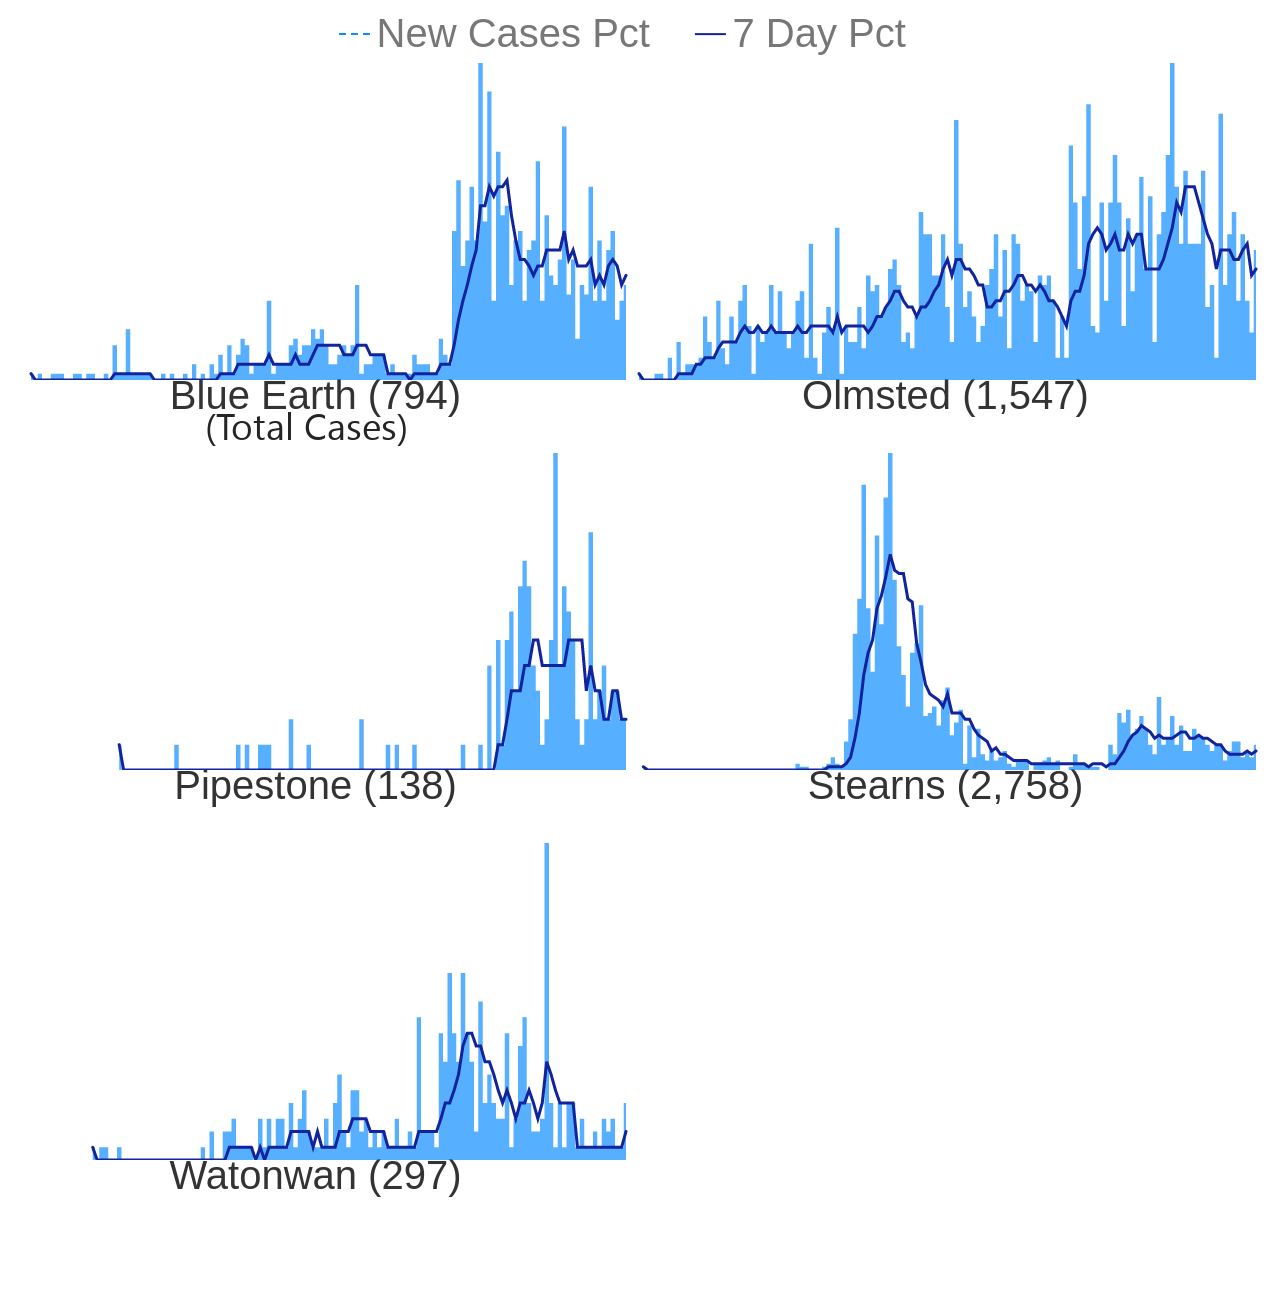 New Cases Pct 7 Day Pct
Blue Earth (794) Olmsted (1,547)
(Total Cases)
Pipestone (138) Stearns (2,758)
Watonwan (297)